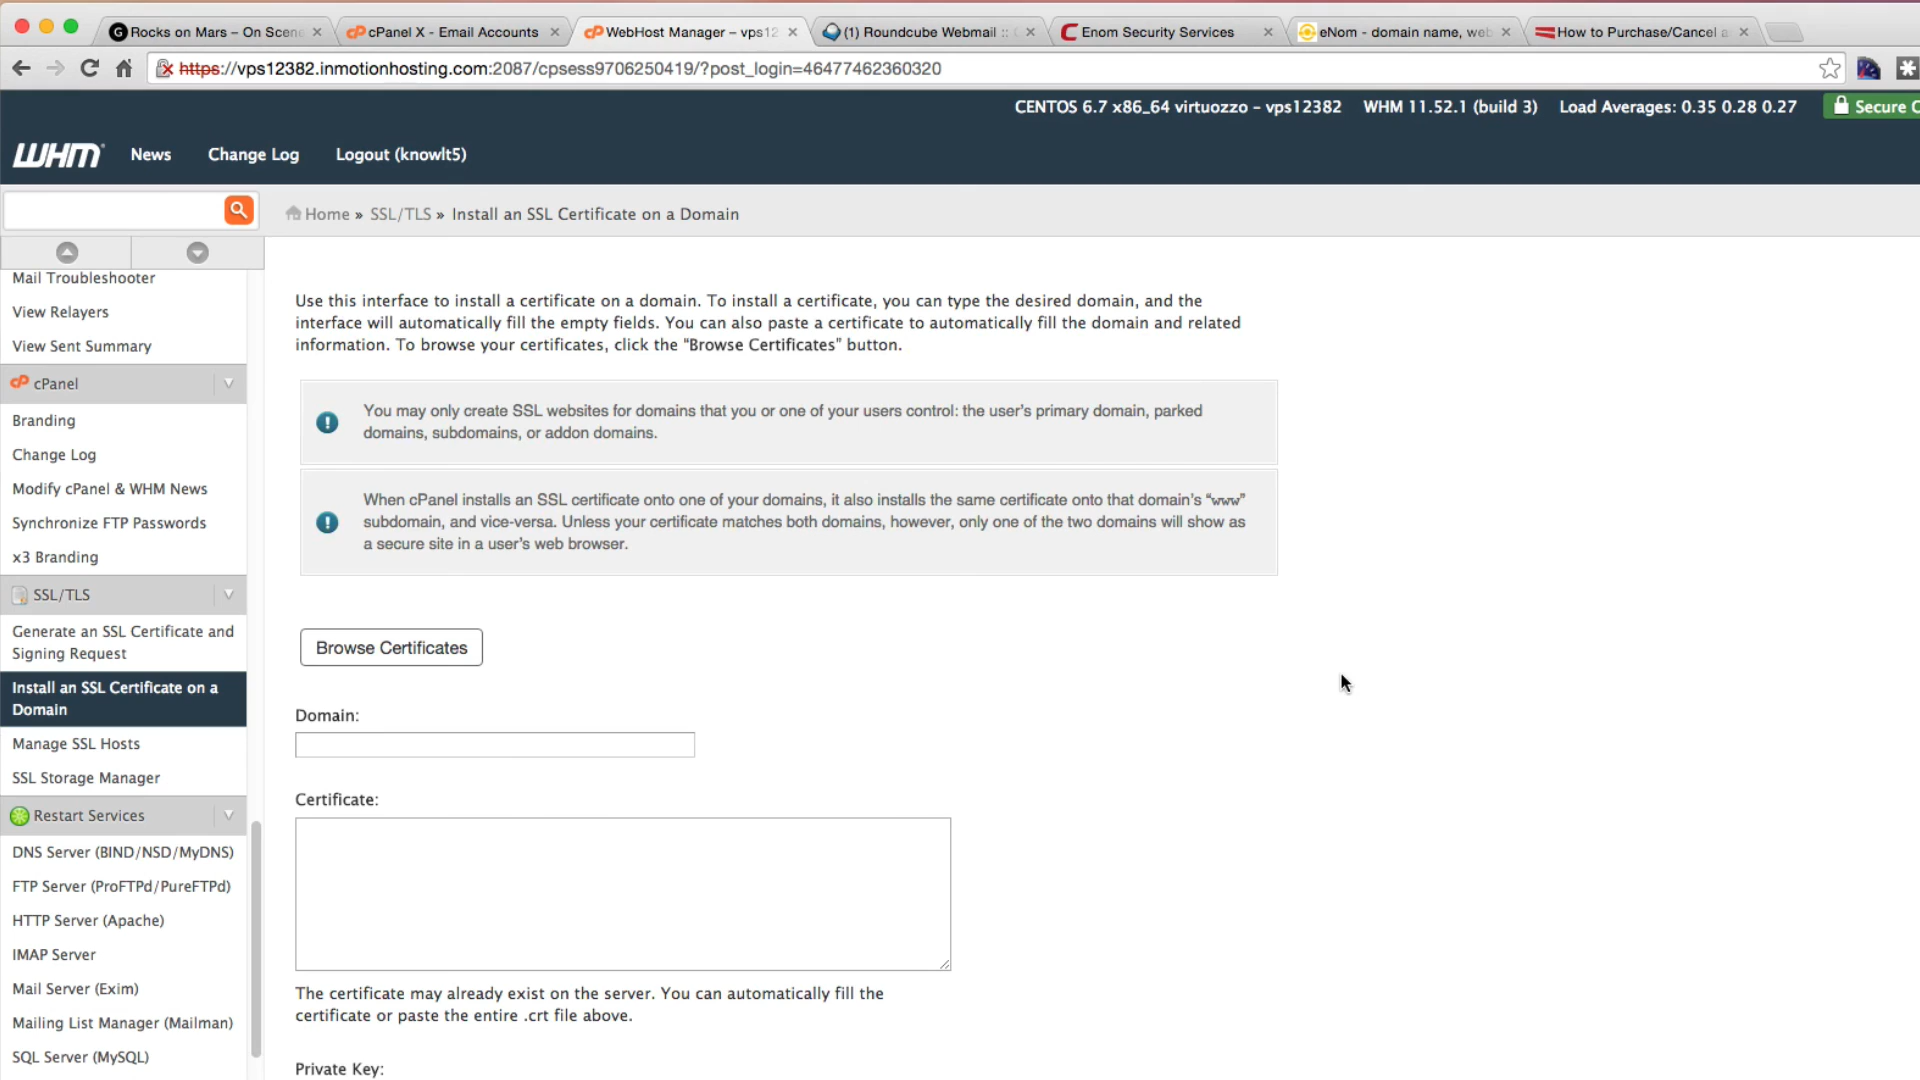 Rocks on Mars – On Scene
cPanel X - Email Accounts
WebHost Manager – vps12
(1) Roundcube Webmail ::
Enom Security Services
eNom - domain name, web
How to Purchase/Cancel a
https://vps12382.inmotionhosting.com:2087/cpsess9706250419/?post_login=46477462360320
CENTOS 6.7 x86_64 virtuozzo – vps12382 WHM 11.52.1 (build 3) Load Averages: 0.35 0.28 0.27 Secure C
WHM News Change Log Logout (knowlt5)
Home » SSL/TLS » Install an SSL Certificate on a Domain
Mail Troubleshooter
View Relayers
View Sent Summary
cPanel
Branding
Change Log
Modify cPanel & WHM News
Synchronize FTP Passwords
x3 Branding
SSL/TLS
Generate an SSL Certificate and
Signing Request
Install an SSL Certificate on a
Domain
Manage SSL Hosts
SSL Storage Manager
Restart Services
DNS Server (BIND/NSD/MyDNS)
FTP Server (ProFTPd/PureFTPd)
HTTP Server (Apache)
IMAP Server
Mail Server (Exim)
Mailing List Manager (Mailman)
SQL Server (MySQL)
Use this interface to install a certificate on a domain. To install a certificate, you can type the desired domain, and the
interface will automatically fill the empty fields. You can also paste a certificate to automatically fill the domain and related
information. To browse your certificates, click the “Browse Certificates” button.
You may only create SSL websites for domains that you or one of your users control: the user’s primary domain, parked
domains, subdomains, or addon domains.
When cPanel installs an SSL certificate onto one of your domains, it also installs the same certificate onto that domain’s “www”
subdomain, and vice-versa. Unless your certificate matches both domains, however, only one of the two domains will show as
a secure site in a user’s web browser.
Browse Certificates
Domain:
Certificate:
The certificate may already exist on the server. You can automatically fill the
certificate or paste the entire .crt file above.
Private Key: